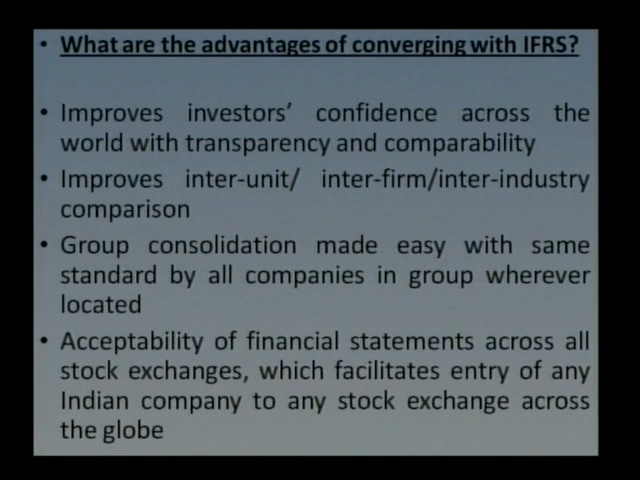 • What are the advantages of converging with IFRS?
• Improves investors’ confidence across the
world with transparency and comparability
• Improves inter-unit/ inter-firm/inter-industry
comparison
• Group consolidation made easy with same
standard by all companies in group wherever
located
• Acceptability of financial statements across all
stock exchanges, which facilitates entry of any
Indian company to any stock exchange across
the globe